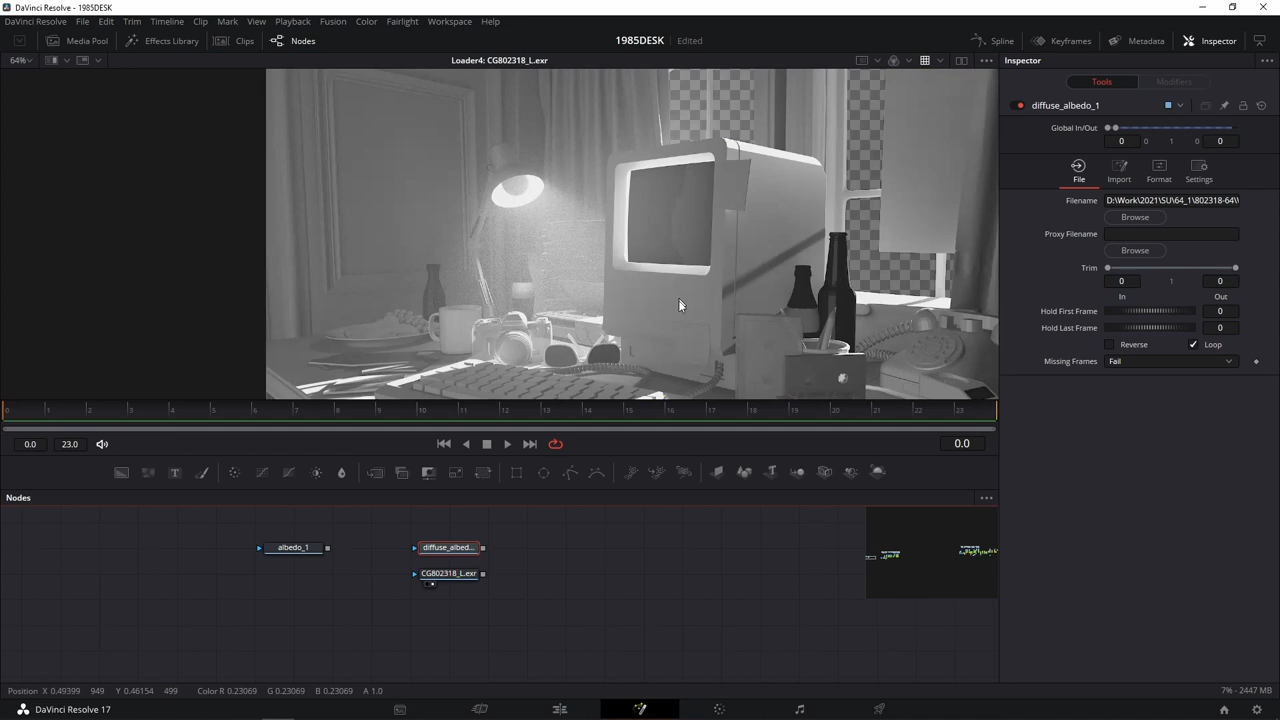 DaVinci Resolve - 1985DESK
DaVinci Resolve File Edit Trim Timeline Clip Mark View Playback Fusion Color Fairlight Workspace Help
Media Pool Effects Library Clips Nodes 1985DESK Edited Spline Keyframes Metadata Inspector
64% Loader4: CG802318_L.exr Inspector
Tools Modifiers
diffuse_albedo_1
Global In/Out
0 0 1 0 0
File Import Format Settings
Filename D:\Work\2021\SU\64_1\802318-64\\
Browse
Proxy Filename
Browse
Trim
0 1 0
In Out
Hold First Frame 0
Hold Last Frame 0
Reverse Loop
Missing Frames Fail
0 1 2 3 4 5 6 7 8 9 10 11 12 13 14 15 16 17 18 19 20 21 22 23
0.0 23.0 0.0
Nodes
albedo_1 diffuse_albed...
CG802318_L.exr
Position X 0.49399 949 Y 0.46154 499 Color R 0.23069 G 0.23069 B 0.23069 A 1.0 7% - 2447 MB
DaVinci Resolve 17